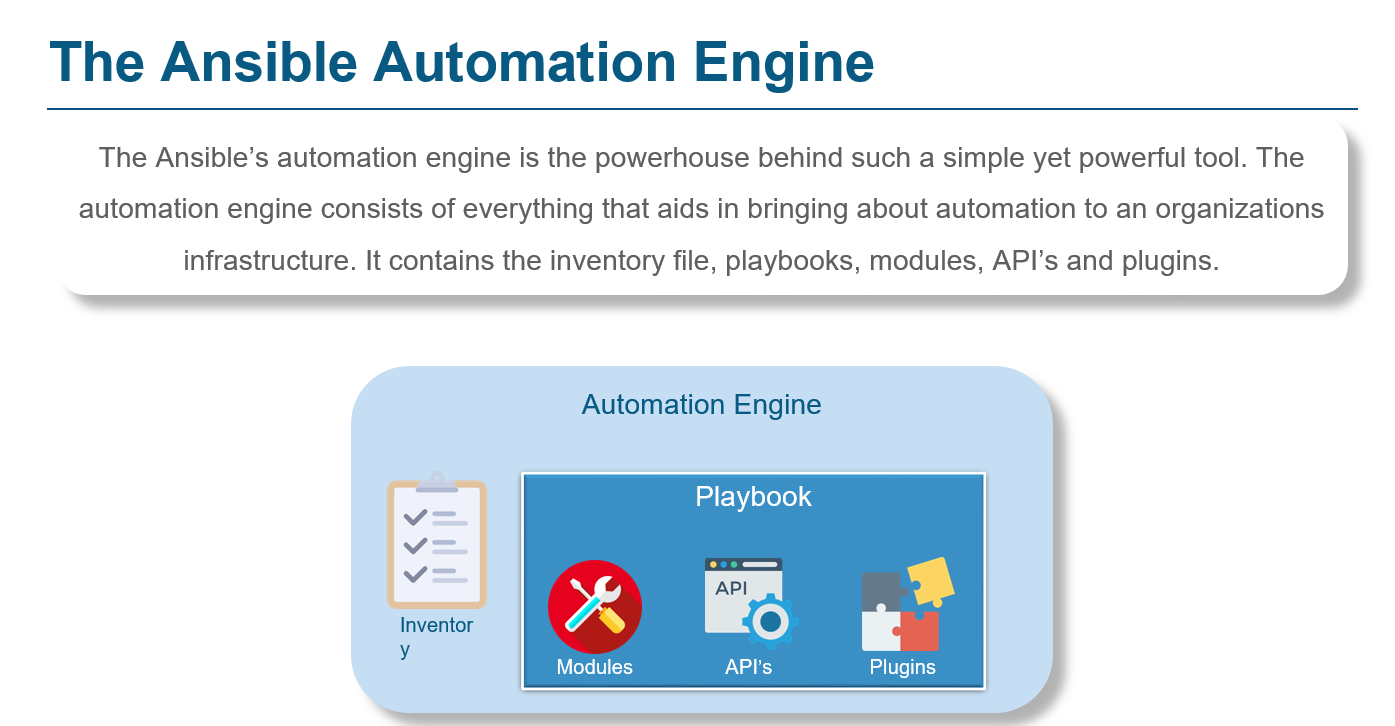 The Ansible Automation Engine
The Ansible’s automation engine is the powerhouse behind such a simple yet powerful tool. The
automation engine consists of everything that aids in bringing about automation to an organizations
infrastructure. It contains the inventory file, playbooks, modules, API’s and plugins.
Automation Engine
Playbook
API
Inventor
y
Modules
API’s
Plugins